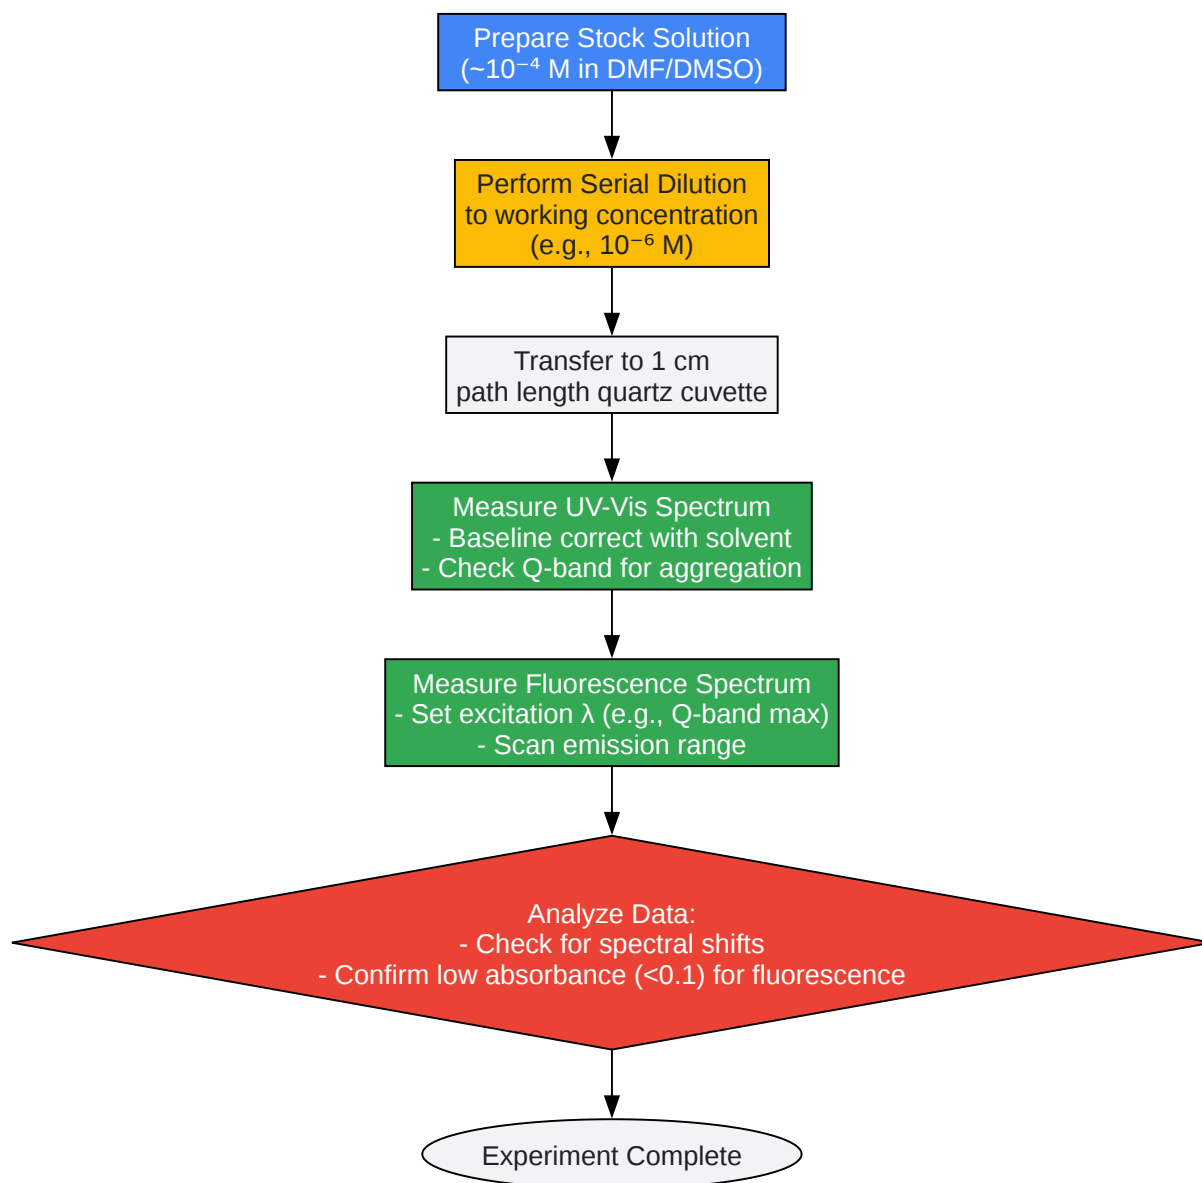 Prepare Stock Solution
(~10⁻⁴ M in DMF/DMSO)
Perform Serial Dilution
to working concentration
(e.g., 10⁻⁶ M)
Transfer to 1 cm
path length quartz cuvette
Measure UV-Vis Spectrum
- Baseline correct with solvent
- Check Q-band for aggregation
Measure Fluorescence Spectrum
- Set excitation λ (e.g., Q-band max)
- Scan emission range
Analyze Data:
- Check for spectral shifts
- Confirm low absorbance (<0.1) for fluorescence
Experiment Complete